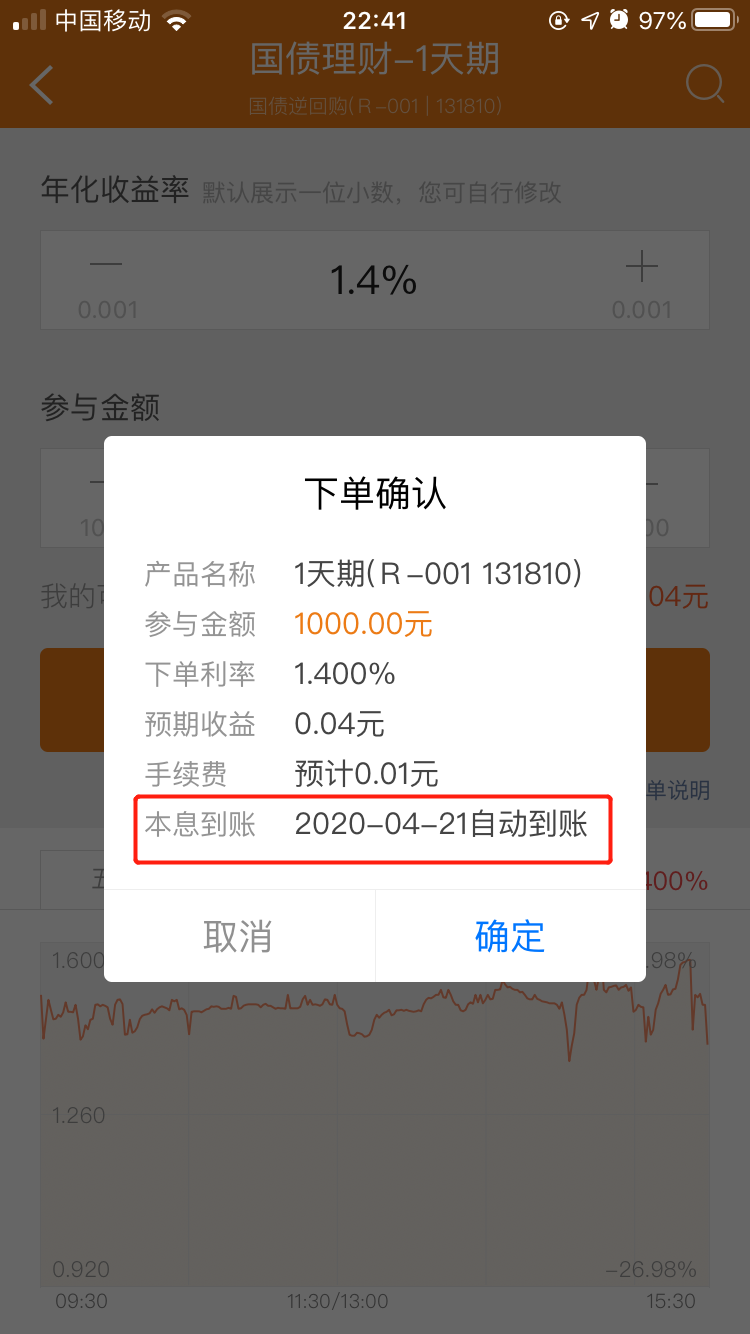 中国移动 22:41 97%
国债理财-1天期
国债逆回购(R-001 | 131810)
年化收益率 默认展示一位小数，您可自行修改
1.4%
0.001 0.001
参与金额
下单确认
产品名称 1天期(R-001 131810)
参与金额 1000.00元
下单利率 1.400%
预期收益 0.04元
手续费 预计0.01元
本息到账 2020-04-21自动到账
取消 确定
我的
04元
单说明
400%
1.600 .98%
1.260
0.920 -26.98%
09:30 11:30/13:00 15:30